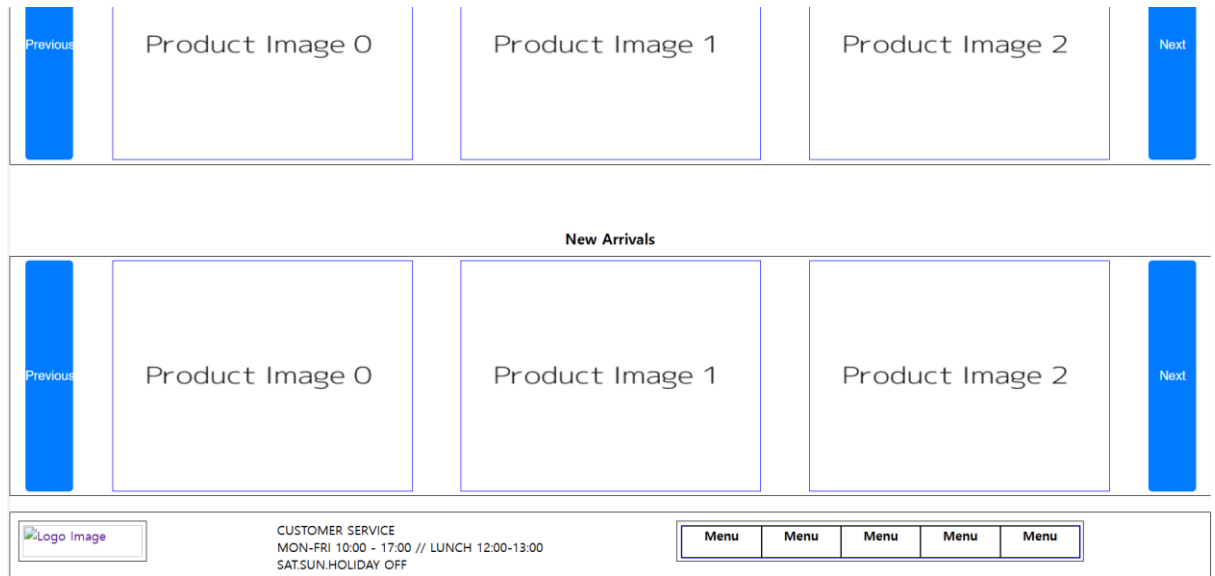 Previous
Product Image 0
Product Image 1
Product Image 2
Next
New Arrivals
Previous
Product Image 0
Product Image 1
Product Image 2
Next
Logo Image
CUSTOMER SERVICE
MON-FRI 10:00 - 17:00 // LUNCH 12:00-13:00
SAT.SUN.HOLIDAY OFF
Menu Menu Menu Menu Menu